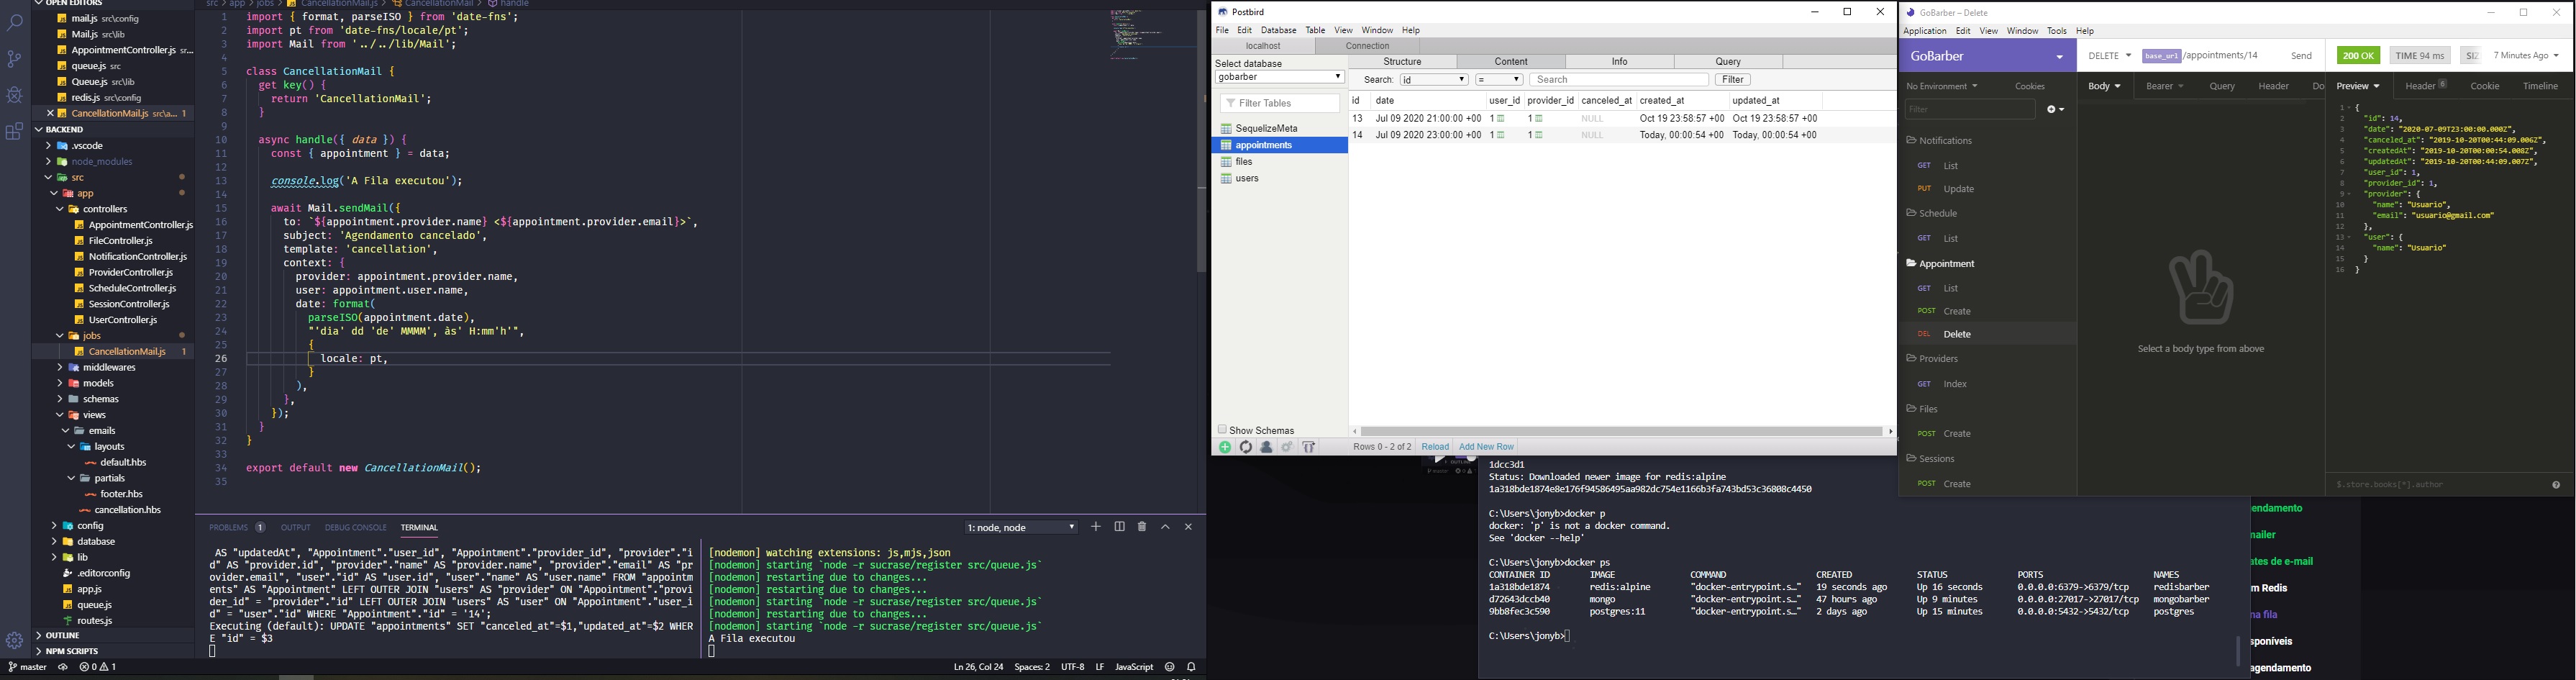 OPEN EDITORS
mail.js src\config
Mail.js src\lib
AppointmentController.js sr...
queue.js src
Queue.js src\lib
redis.js src\config
CancellationMail.js src\a... 1
BACKEND
.vscode
node_modules
src
app
controllers
AppointmentController.js
FileController.js
NotificationController.js
ProviderController.js
ScheduleController.js
SessionController.js
UserController.js
jobs
CancellationMail.js 1
middlewares
models
schemas
views
emails
layouts
default.hbs
partials
footer.hbs
cancellation.hbs
config
database
lib
.editorconfig
app.js
queue.js
routes.js
OUTLINE
NPM SCRIPTS
master 0 1
src > app > jobs > CancellationMail.js > CancellationMail > handle
1 import { format, parseISO } from 'date-fns';
2 import pt from 'date-fns/locale/pt';
3 import Mail from '../../lib/Mail';
4
5 class CancellationMail {
6 get key() {
7 return 'CancellationMail';
8 }
9
10 async handle({ data }) {
11 const { appointment } = data;
12
13 console.log('A Fila executou');
14
15 await Mail.sendMail({
16 to: `${appointment.provider.name} <${appointment.provider.email}>`,
17 subject: 'Agendamento cancelado',
18 template: 'cancellation',
19 context: {
20 provider: appointment.provider.name,
21 user: appointment.user.name,
22 date: format(
23 parseISO(appointment.date),
24 "'dia' dd 'de' MMMM', às' H:mm'h'",
25 {
26 locale: pt,
27 }
28 ),
29 },
30 });
31 }
32 }
33
34 export default new CancellationMail();
35
PROBLEMS 1 OUTPUT DEBUG CONSOLE TERMINAL 1: node, node
AS "updatedAt", "Appointment"."user_id", "Appointment"."provider_id", "provider"."i
d" AS "provider.id", "provider"."name" AS "provider.name", "provider"."email" AS "pr
ovider.email", "user"."id" AS "user.id", "user"."name" AS "user.name" FROM "appointm
ents" AS "Appointment" LEFT OUTER JOIN "users" AS "provider" ON "Appointment"."provi
der_id" = "provider"."id" LEFT OUTER JOIN "users" AS "user" ON "Appointment"."user_i
d" = "user"."id" WHERE "Appointment"."id" = '14';
Executing (default): UPDATE "appointments" SET "canceled_at"=$1,"updated_at"=$2 WHER
E "id" = $3
[nodemon] watching extensions: js,mjs,json
[nodemon] starting `node -r sucrase/register src/queue.js`
[nodemon] restarting due to changes...
[nodemon] restarting due to changes...
[nodemon] starting `node -r sucrase/register src/queue.js`
[nodemon] restarting due to changes...
[nodemon] starting `node -r sucrase/register src/queue.js`
A Fila executou
Ln 26, Col 24 Spaces: 2 UTF-8 LF JavaScript
Postbird
File Edit Database Table View Window Help
localhost Connection
Select database
gobarber
Filter Tables
SequelizeMeta
appointments
files
users
Show Schemas
Structure Content Info Query
Search: id = Search Filter
id date user_id provider_id canceled_at created_at updated_at
13 Jul 09 2020 21:00:00 +00 1 1 NULL Oct 19 23:58:57 +00 Oct 19 23:58:57 +00
14 Jul 09 2020 23:00:00 +00 1 1 NULL Today, 00:00:54 +00 Today, 00:00:54 +00
Rows 0 - 2 of 2 Reload Add New Row
1dcc3d1
Status: Downloaded newer image for redis:alpine
1a318bde1874e8e176f94586495aa982dc754e1166b3fa743bd53c36808c4450
C:\Users\jonyb>docker p
docker: 'p' is not a docker command.
See 'docker --help'
C:\Users\jonyb>docker ps
CONTAINER ID IMAGE COMMAND CREATED STATUS PORTS NAMES
1a318bde1874 redis:alpine "docker-entrypoint.s…" 19 seconds ago Up 16 seconds 0.0.0.0:6379->6379/tcp redisbarber
d72643dccb40 mongo "docker-entrypoint.s…" 47 hours ago Up 9 minutes 0.0.0.0:27017->27017/tcp mongobarber
9bb8fec3c590 postgres:11 "docker-entrypoint.s…" 2 days ago Up 15 minutes 0.0.0.0:5432->5432/tcp postgres
C:\Users\jonyb>
GoBarber – Delete
Application Edit View Window Tools Help
GoBarber
No Environment Cookies
Filter
Notifications
GET List
PUT Update
Schedule
GET List
Appointment
GET List
POST Create
DEL Delete
Providers
GET Index
Files
POST Create
Sessions
POST Create
DELETE base_url/appointments/14 Send
Body Bearer Query Header Do
Select a body type from above
200 OK TIME 94 ms SIZ 7 Minutes Ago
Preview Header 6 Cookie Timeline
1 {
2 "id": 14,
3 "date": "2020-07-09T23:00:00.000Z",
4 "canceled_at": "2019-10-20T00:44:09.006Z",
5 "createdAt": "2019-10-20T00:00:54.008Z",
6 "updatedAt": "2019-10-20T00:44:09.007Z",
7 "user_id": 1,
8 "provider_id": 1,
9 "provider": {
10 "name": "Usuario",
11 "email": "usuario@gmail.com"
12 },
13 "user": {
14 "name": "Usuario"
15 }
16 }
$.store.books[*].author
endamento
mailer
ates de e-mail
m Redis
na fila
sponíveis
agendamento